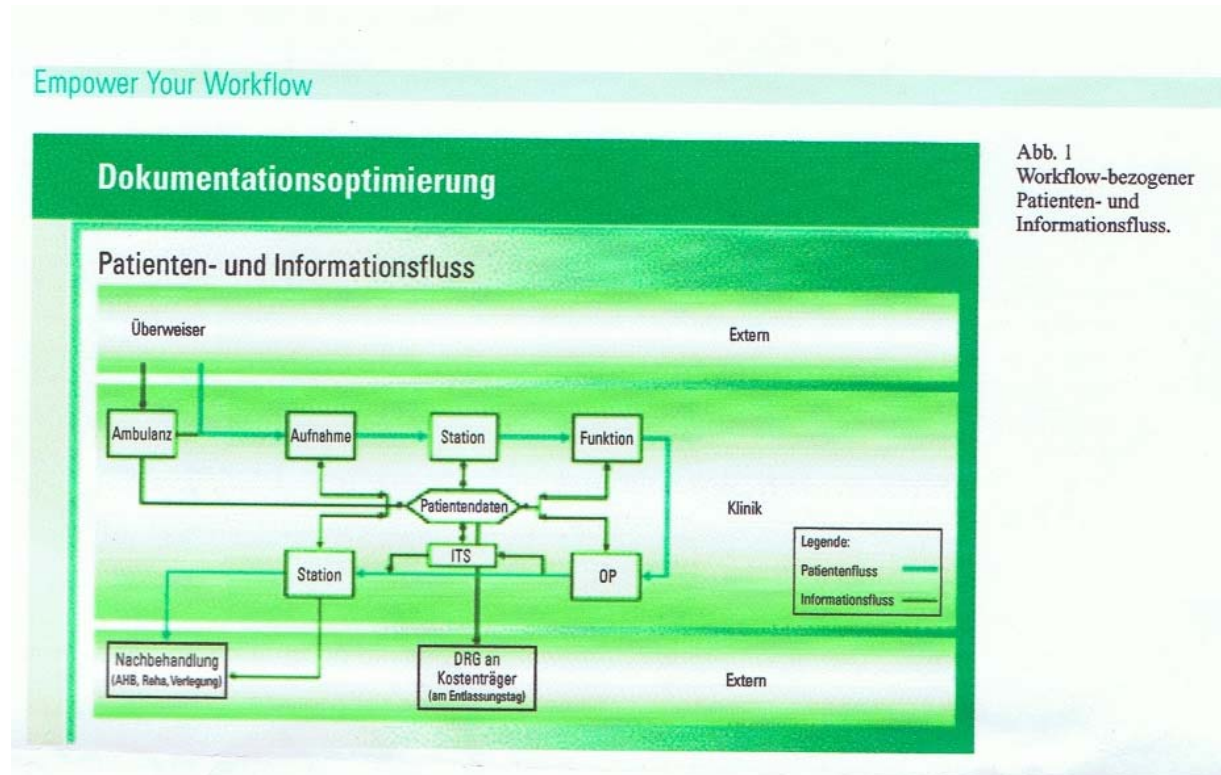 Empower Your Workflow
Dokumentationsoptimierung
Abb. 1
Workflow-bezogener
Patienten- und
Informationsfluss.
Patienten- und Informationsfluss
Überweiser
Extern
Ambulanz
Aufnahme
Station
Funktion
Patientendaten
Klinik
ITS
Station
OP
Legende:
Patientenfluss
Informationsfluss
Nachbehandlung
(AHB, Reha, Verlegung)
DRG an
Kostenträger
(am Entlassungstag)
Extern